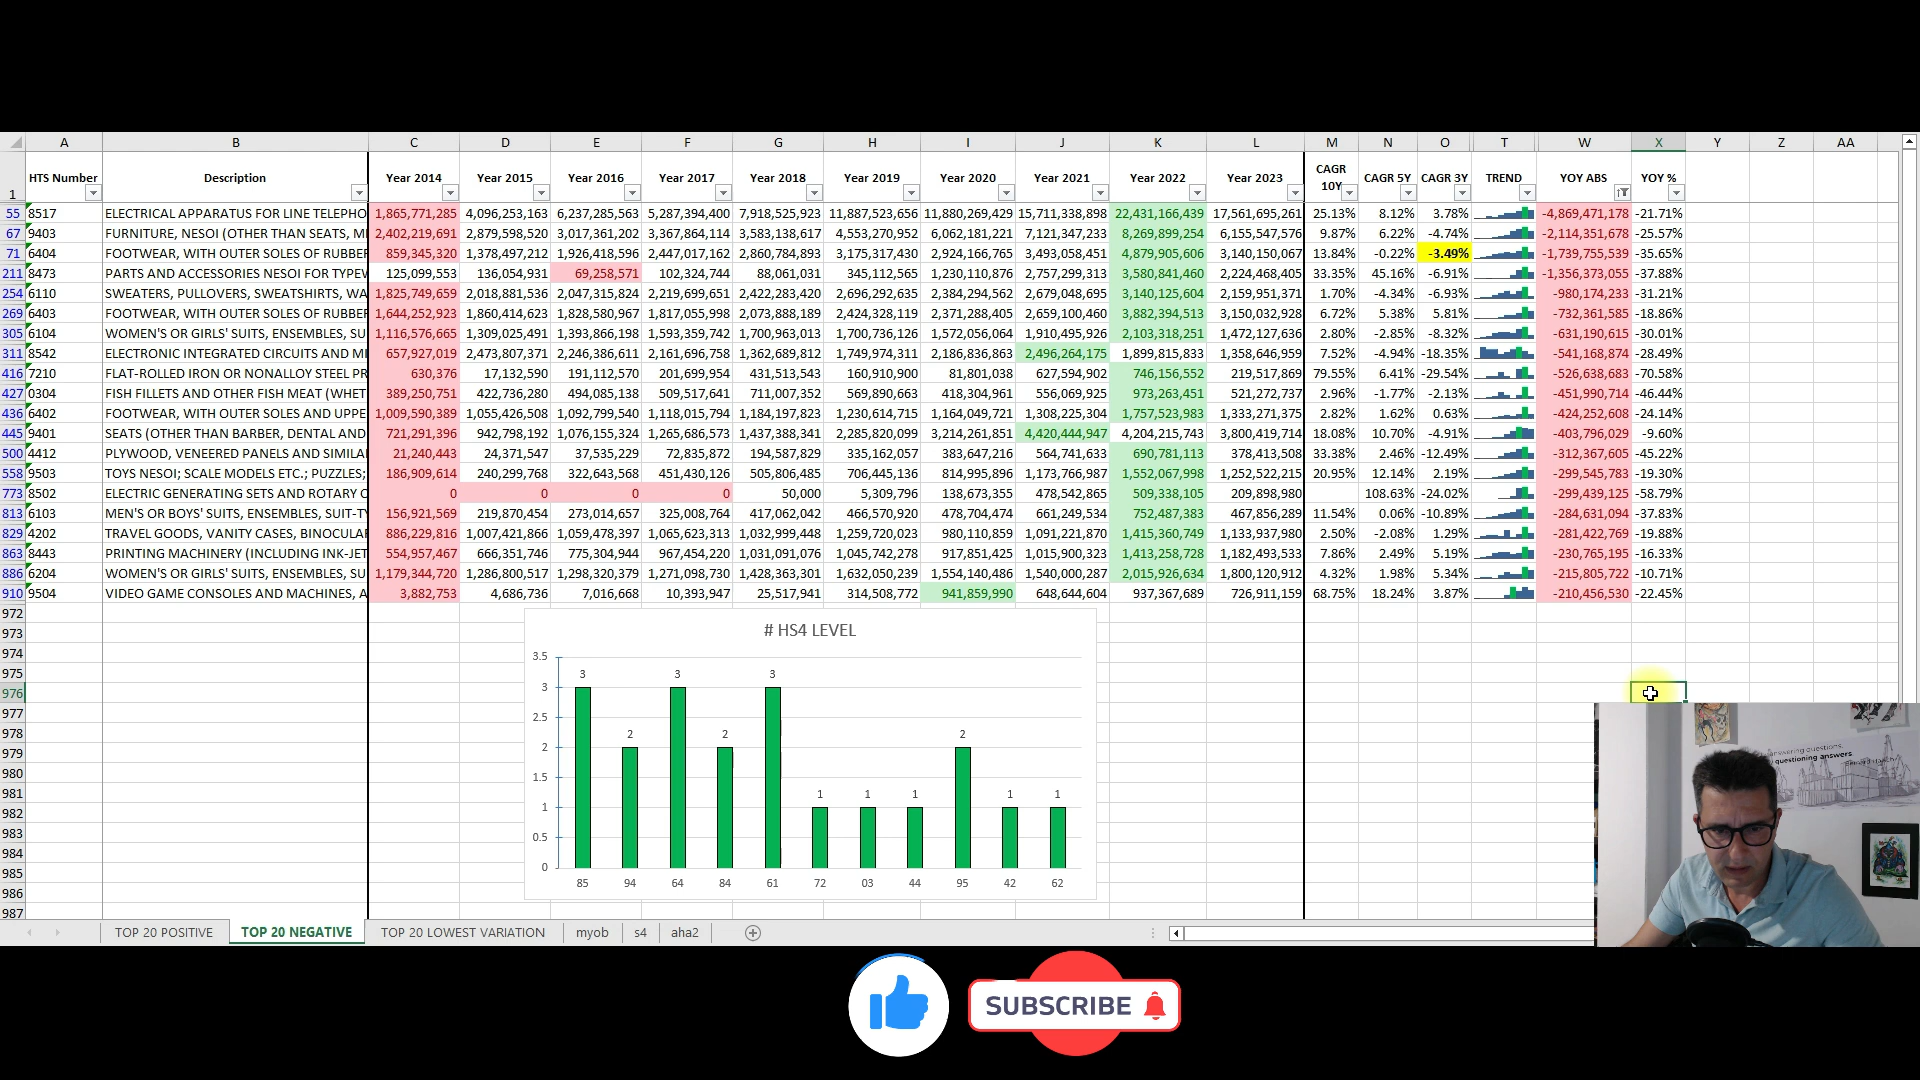 A B C D E F G H I J K L M N O T W X Y Z AA
1 HTS Number Description Year 2014 Year 2015 Year 2016 Year 2017 Year 2018 Year 2019 Year 2020 Year 2021 Year 2022 Year 2023 CAGR 10Y CAGR 5Y CAGR 3Y TREND YOY ABS YOY %
55 8517 ELECTRICAL APPARATUS FOR LINE TELEPHO 1,865,771,285 4,096,253,163 6,237,285,563 5,287,394,400 7,918,525,923 11,887,523,656 11,880,269,429 15,711,338,898 22,431,166,439 17,561,695,261 25.13% 8.12% 3.78% -4,869,471,178 -21.71%
67 9403 FURNITURE, NESOI (OTHER THAN SEATS, M 2,402,219,691 2,879,598,520 3,017,361,002 3,367,864,114 3,583,138,617 4,553,270,952 6,062,181,221 7,121,347,233 8,269,899,254 6,155,547,576 9.87% 6.22% -4.74% -2,114,351,678 -25.57%
71 6404 FOOTWEAR, WITH OUTER SOLES OF RUBBER 859,345,320 1,378,497,212 1,926,418,596 2,447,017,162 2,860,784,893 3,175,317,430 2,924,166,765 3,493,058,451 4,879,905,606 3,140,150,067 13.84% -0.22% -3.49% -1,739,755,539 -35.65%
211 8473 PARTS AND ACCESSORIES NESOI FOR TYPEW 125,099,553 136,054,931 69,258,571 102,324,744 88,061,031 345,112,565 1,230,110,876 2,757,299,313 3,580,841,460 2,224,468,405 33.35% 45.16% -6.91% -1,356,373,055 -37.88%
254 6110 SWEATERS, PULLOVERS, SWEATSHIRTS, WA 1,825,749,659 2,018,881,536 2,047,315,824 2,219,699,651 2,422,283,420 2,696,292,635 2,384,294,562 2,679,048,695 3,140,125,604 2,159,951,371 1.70% -4.34% -6.93% -980,174,233 -31.21%
269 6403 FOOTWEAR, WITH OUTER SOLES OF RUBBER 1,644,252,923 1,860,414,623 1,828,580,967 1,817,055,998 2,073,888,189 2,424,328,119 2,371,288,405 2,659,100,460 3,882,394,513 3,150,032,928 6.72% 5.38% 5.81% -732,361,585 -18.86%
305 6104 WOMEN'S OR GIRLS' SUITS, ENSEMBLES, SU 1,116,576,665 1,309,025,491 1,393,866,198 1,593,359,742 1,700,963,013 1,700,736,126 1,572,056,064 1,910,495,926 2,103,318,251 1,472,127,636 2.80% -2.85% -8.32% -631,190,615 -30.01%
311 8542 ELECTRONIC INTEGRATED CIRCUITS AND MI 657,927,019 2,473,807,371 2,246,386,611 2,161,696,758 1,362,689,812 1,749,974,311 2,186,836,863 2,496,264,175 1,899,815,833 1,358,646,959 7.52% -4.94% -18.35% -541,168,874 -28.49%
416 7210 FLAT-ROLLED IRON OR NONALLOY STEEL PR 630,376 17,132,590 191,112,570 201,699,954 431,513,543 160,910,900 81,801,038 627,594,902 746,156,552 219,517,869 79.55% 6.41% -29.54% -526,638,683 -70.58%
427 0304 FISH FILLETS AND OTHER FISH MEAT (WHET 389,250,751 422,736,280 494,085,138 509,517,641 711,007,352 569,890,663 418,304,961 556,069,925 973,263,451 521,272,737 2.96% -1.77% -2.13% -451,990,714 -46.44%
436 6402 FOOTWEAR, WITH OUTER SOLES AND UPPE 1,009,590,389 1,055,426,508 1,092,799,540 1,118,015,794 1,184,197,823 1,230,614,715 1,164,049,721 1,308,225,304 1,757,523,983 1,333,271,375 2.82% 1.62% 0.63% -424,252,608 -24.14%
445 9401 SEATS (OTHER THAN BARBER, DENTAL AND 721,291,396 942,798,192 1,076,155,324 1,265,686,573 1,437,388,341 2,285,820,099 3,214,261,851 4,420,444,947 4,204,215,743 3,800,419,714 18.08% 10.70% -4.91% -403,796,029 -9.60%
500 4412 PLYWOOD, VENEERED PANELS AND SIMILA 21,240,443 24,371,547 37,535,229 72,835,872 194,587,829 335,162,057 383,647,216 564,741,633 690,781,113 378,413,508 33.38% 2.46% -12.49% -312,367,605 -45.22%
558 9503 TOYS NESOI; SCALE MODELS ETC.; PUZZLES; 186,909,614 240,299,768 322,643,568 451,430,126 505,806,485 706,445,136 814,995,896 1,173,766,987 1,552,067,998 1,252,522,215 20.95% 12.14% 2.19% -299,545,783 -19.30%
773 8502 ELECTRIC GENERATING SETS AND ROTARY C 0 0 0 0 50,000 5,309,796 138,673,355 478,542,865 509,338,105 209,898,980 108.63% -24.02% -299,439,125 -58.79%
813 6103 MEN'S OR BOYS' SUITS, ENSEMBLES, SUIT-TY 156,921,569 219,870,454 273,014,657 325,008,764 417,062,042 466,570,920 478,704,474 661,249,534 752,487,383 467,856,289 11.54% 0.06% -10.89% -284,631,094 -37.83%
829 4202 TRAVEL GOODS, VANITY CASES, BINOCULAR 886,229,816 1,007,421,866 1,059,478,397 1,065,623,313 1,032,999,448 1,259,720,023 980,110,859 1,091,221,870 1,415,360,749 1,133,937,980 2.50% -2.08% 1.29% -281,422,769 -19.88%
863 8443 PRINTING MACHINERY (INCLUDING INK-JET 554,957,467 666,351,746 775,304,944 967,454,220 1,031,091,076 1,045,742,278 917,851,425 1,015,900,323 1,413,258,728 1,182,493,533 7.86% 2.49% 5.19% -230,765,195 -16.33%
886 6204 WOMEN'S OR GIRLS' SUITS, ENSEMBLES, SU 1,179,344,720 1,286,800,517 1,298,320,379 1,271,098,730 1,428,363,301 1,632,050,239 1,554,140,486 1,540,000,287 2,015,926,634 1,800,120,912 4.32% 1.98% 5.34% -215,805,722 -10.71%
910 9504 VIDEO GAME CONSOLES AND MACHINES, A 3,882,753 4,686,736 7,016,668 10,393,947 25,517,941 314,508,772 941,859,990 648,644,604 937,367,689 726,911,159 68.75% 18.24% 3.87% -210,456,530 -22.45%
972
973
974
975
976
977
978
979
980
981
982
983
984
985
986
987
# HS4 LEVEL
3.5
3
2.5
2
1.5
1
0.5
0
3 2 3 2 3 1 1 1 2 1 1
85 94 64 84 61 72 03 44 95 42 62
answering questions,
questioning answers
TOP 20 POSITIVE TOP 20 NEGATIVE TOP 20 LOWEST VARIATION myob s4 aha2
SUBSCRIBE